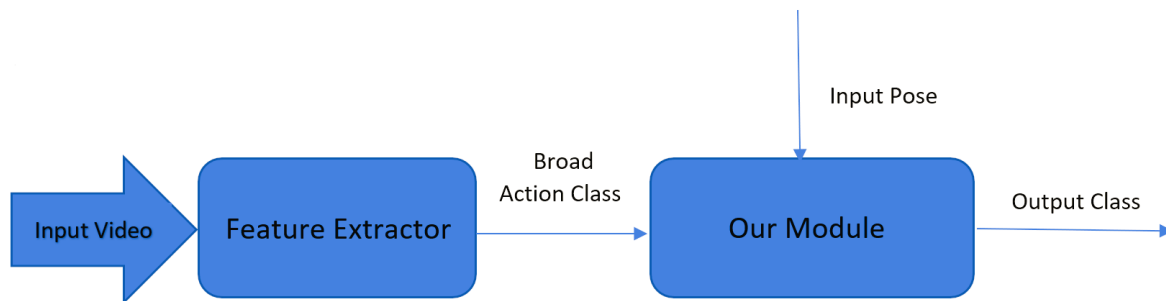 Input Pose
Broad
Action Class
Output Class
Input Video
Feature Extractor
Our Module